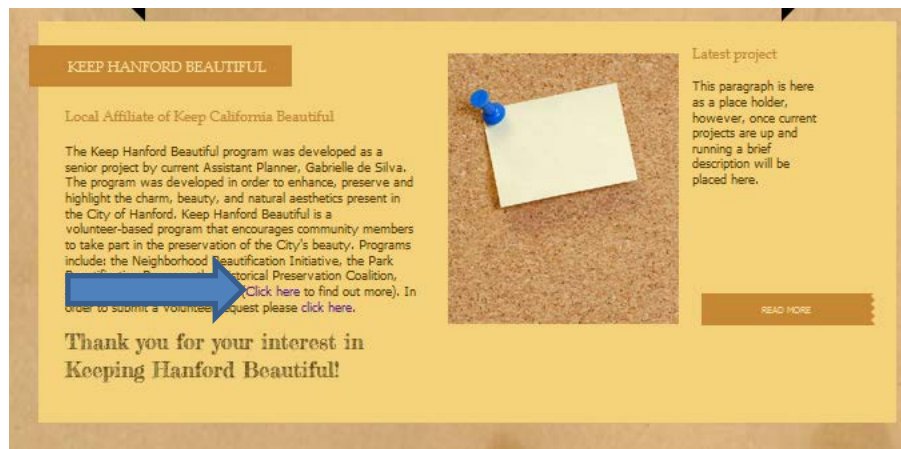 KEEP HANFORD BEAUTIFUL
Local Affiliate of Keep California Beautiful
The Keep Hanford Beautiful program was developed as a
senior project by current Assistant Planner, Gabrielle de Silva.
The program was developed in order to enhance, preserve and
highlight the charm, beauty, and natural aesthetics present in
the City of Hanford. Keep Hanford Beautiful is a
volunteer-based program that encourages community members
to take part in the preservation of the City's beauty. Programs
include: the Neighborhood Beautification Initiative, the Park
Preservation Coalition,
(Click here to find out more). In
order to submit a Volunteer Request please click here.
Thank you for your interest in
Keeping Hanford Beautiful!
Latest project
This paragraph is here
as a place holder,
however, once current
projects are up and
running a brief
description will be
placed here.
READ MORE